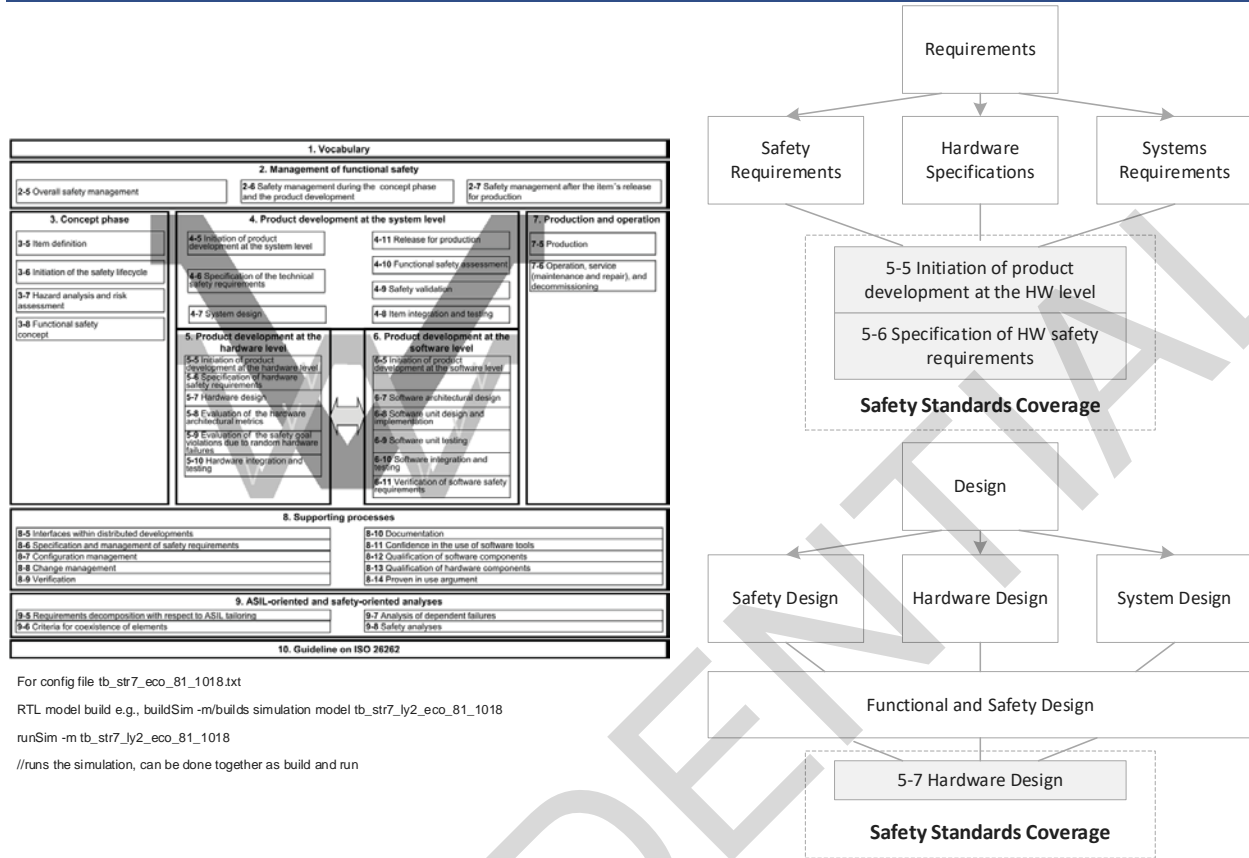 1. Vocabulary
2. Management of functional safety
2-5 Overall safety management
2-6 Safety management during the concept phase
and the product development
2-7 Safety management after the item's release
for production
3. Concept phase
3-5 Item definition
3-6 Initiation of the safety lifecycle
3-7 Hazard analysis and risk
assessment
3-8 Functional safety
concept
4. Product development at the system level
4-5 Initiation of product
development at the system level
4-6 Specification of the technical
safety requirements
4-7 System design
4-11 Release for production
4-10 Functional safety assessment
4-9 Safety validation
4-8 Item integration and testing
7. Production and operation
7-5 Production
7-6 Operation, service
(maintenance and repair), and
decommissioning
5. Product development at the
hardware level
5-5 Initiation of product
development at the hardware level
5-6 Specification of hardware
safety requirements
5-7 Hardware design
5-8 Evaluation of the hardware
architectural metrics
5-9 Evaluation of the safety goal
violations due to random hardware
failures
5-10 Hardware integration and
testing
6. Product development at the
software level
6-5 Initiation of product
development at the software level
6-7 Software architectural design
6-8 Software unit design and
implementation
6-9 Software unit testing
6-10 Software integration and
testing
6-11 Verification of software safety
requirements
8. Supporting processes
8-5 Interfaces within distributed developments
8-6 Specification and management of safety requirements
8-7 Configuration management
8-8 Change management
8-9 Verification
8-10 Documentation
8-11 Confidence in the use of software tools
8-12 Qualification of software components
8-13 Qualification of hardware components
8-14 Proven in use argument
9. ASIL-oriented and safety-oriented analyses
9-5 Requirements decomposition with respect to ASIL tailoring
9-6 Criteria for coexistence of elements
9-7 Analysis of dependent failures
9-8 Safety analyses
10. Guideline on ISO 26262
For config file tb_str7_eco_81_1018.txt
RTL model build e.g., buildSim -m/builds simulation model tb_str7_ly2_eco_81_1018
runSim -m tb_str7_ly2_eco_81_1018
//runs the simulation, can be done together as build and run
Requirements
Safety
Requirements
Hardware
Specifications
Systems
Requirements
5-5 Initiation of product
development at the HW level
5-6 Specification of HW safety
requirements
Safety Standards Coverage
Design
Safety Design
Hardware Design
System Design
Functional and Safety Design
5-7 Hardware Design
Safety Standards Coverage
DENTIAL